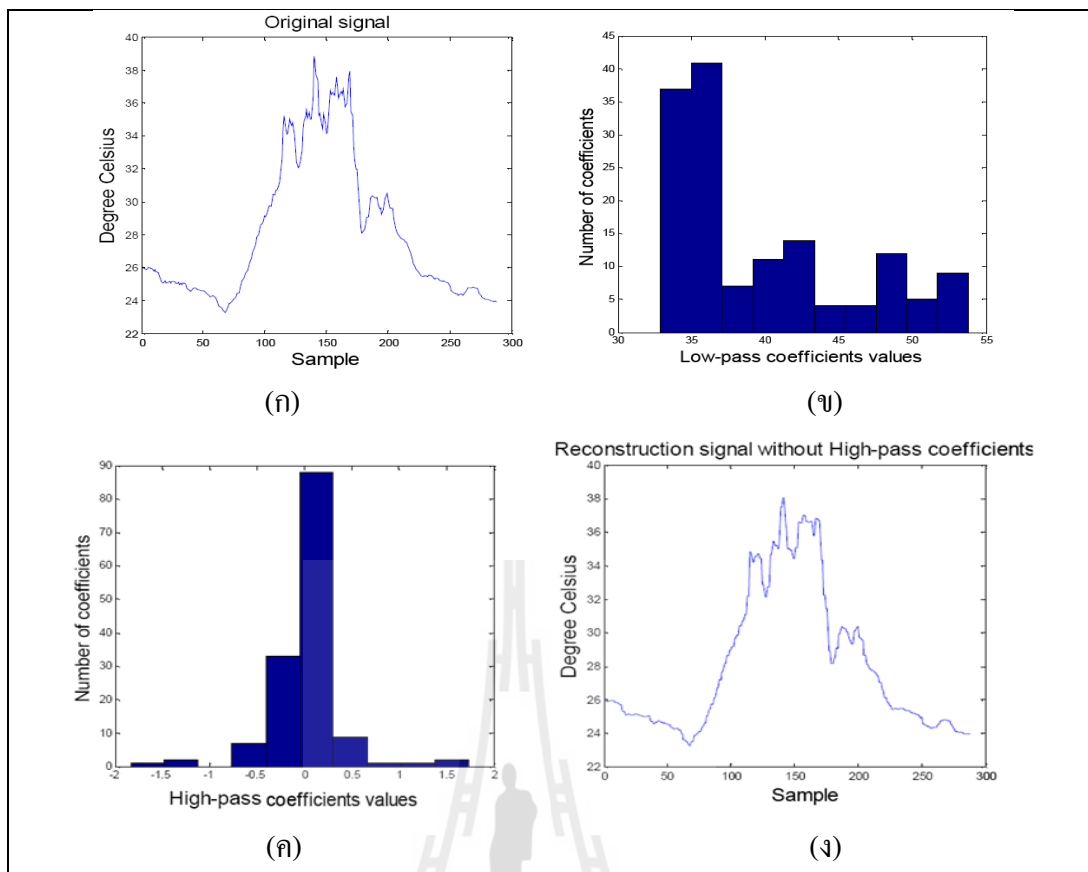 Original signal
40
38
36
34
32
30
28
26
24
22
Degree Celsius
0 50 100 150 200 250 300
Sample
(ก)
45
40
35
30
25
20
15
10
5
0
Number of coefficients
30 35 40 45 50 55
Low-pass coefficients values
(ข)
90
80
70
60
50
40
30
20
10
0
Number of coefficients
-2 -1.5 -1 -0.5 0 0.5 1 1.5 2
High-pass coefficients values
(ค)
Reconstruction signal without High-pass coefficients
40
38
36
34
32
30
28
26
24
22
Degree Celsius
0 50 100 150 200 250 300
Sample
(ง)